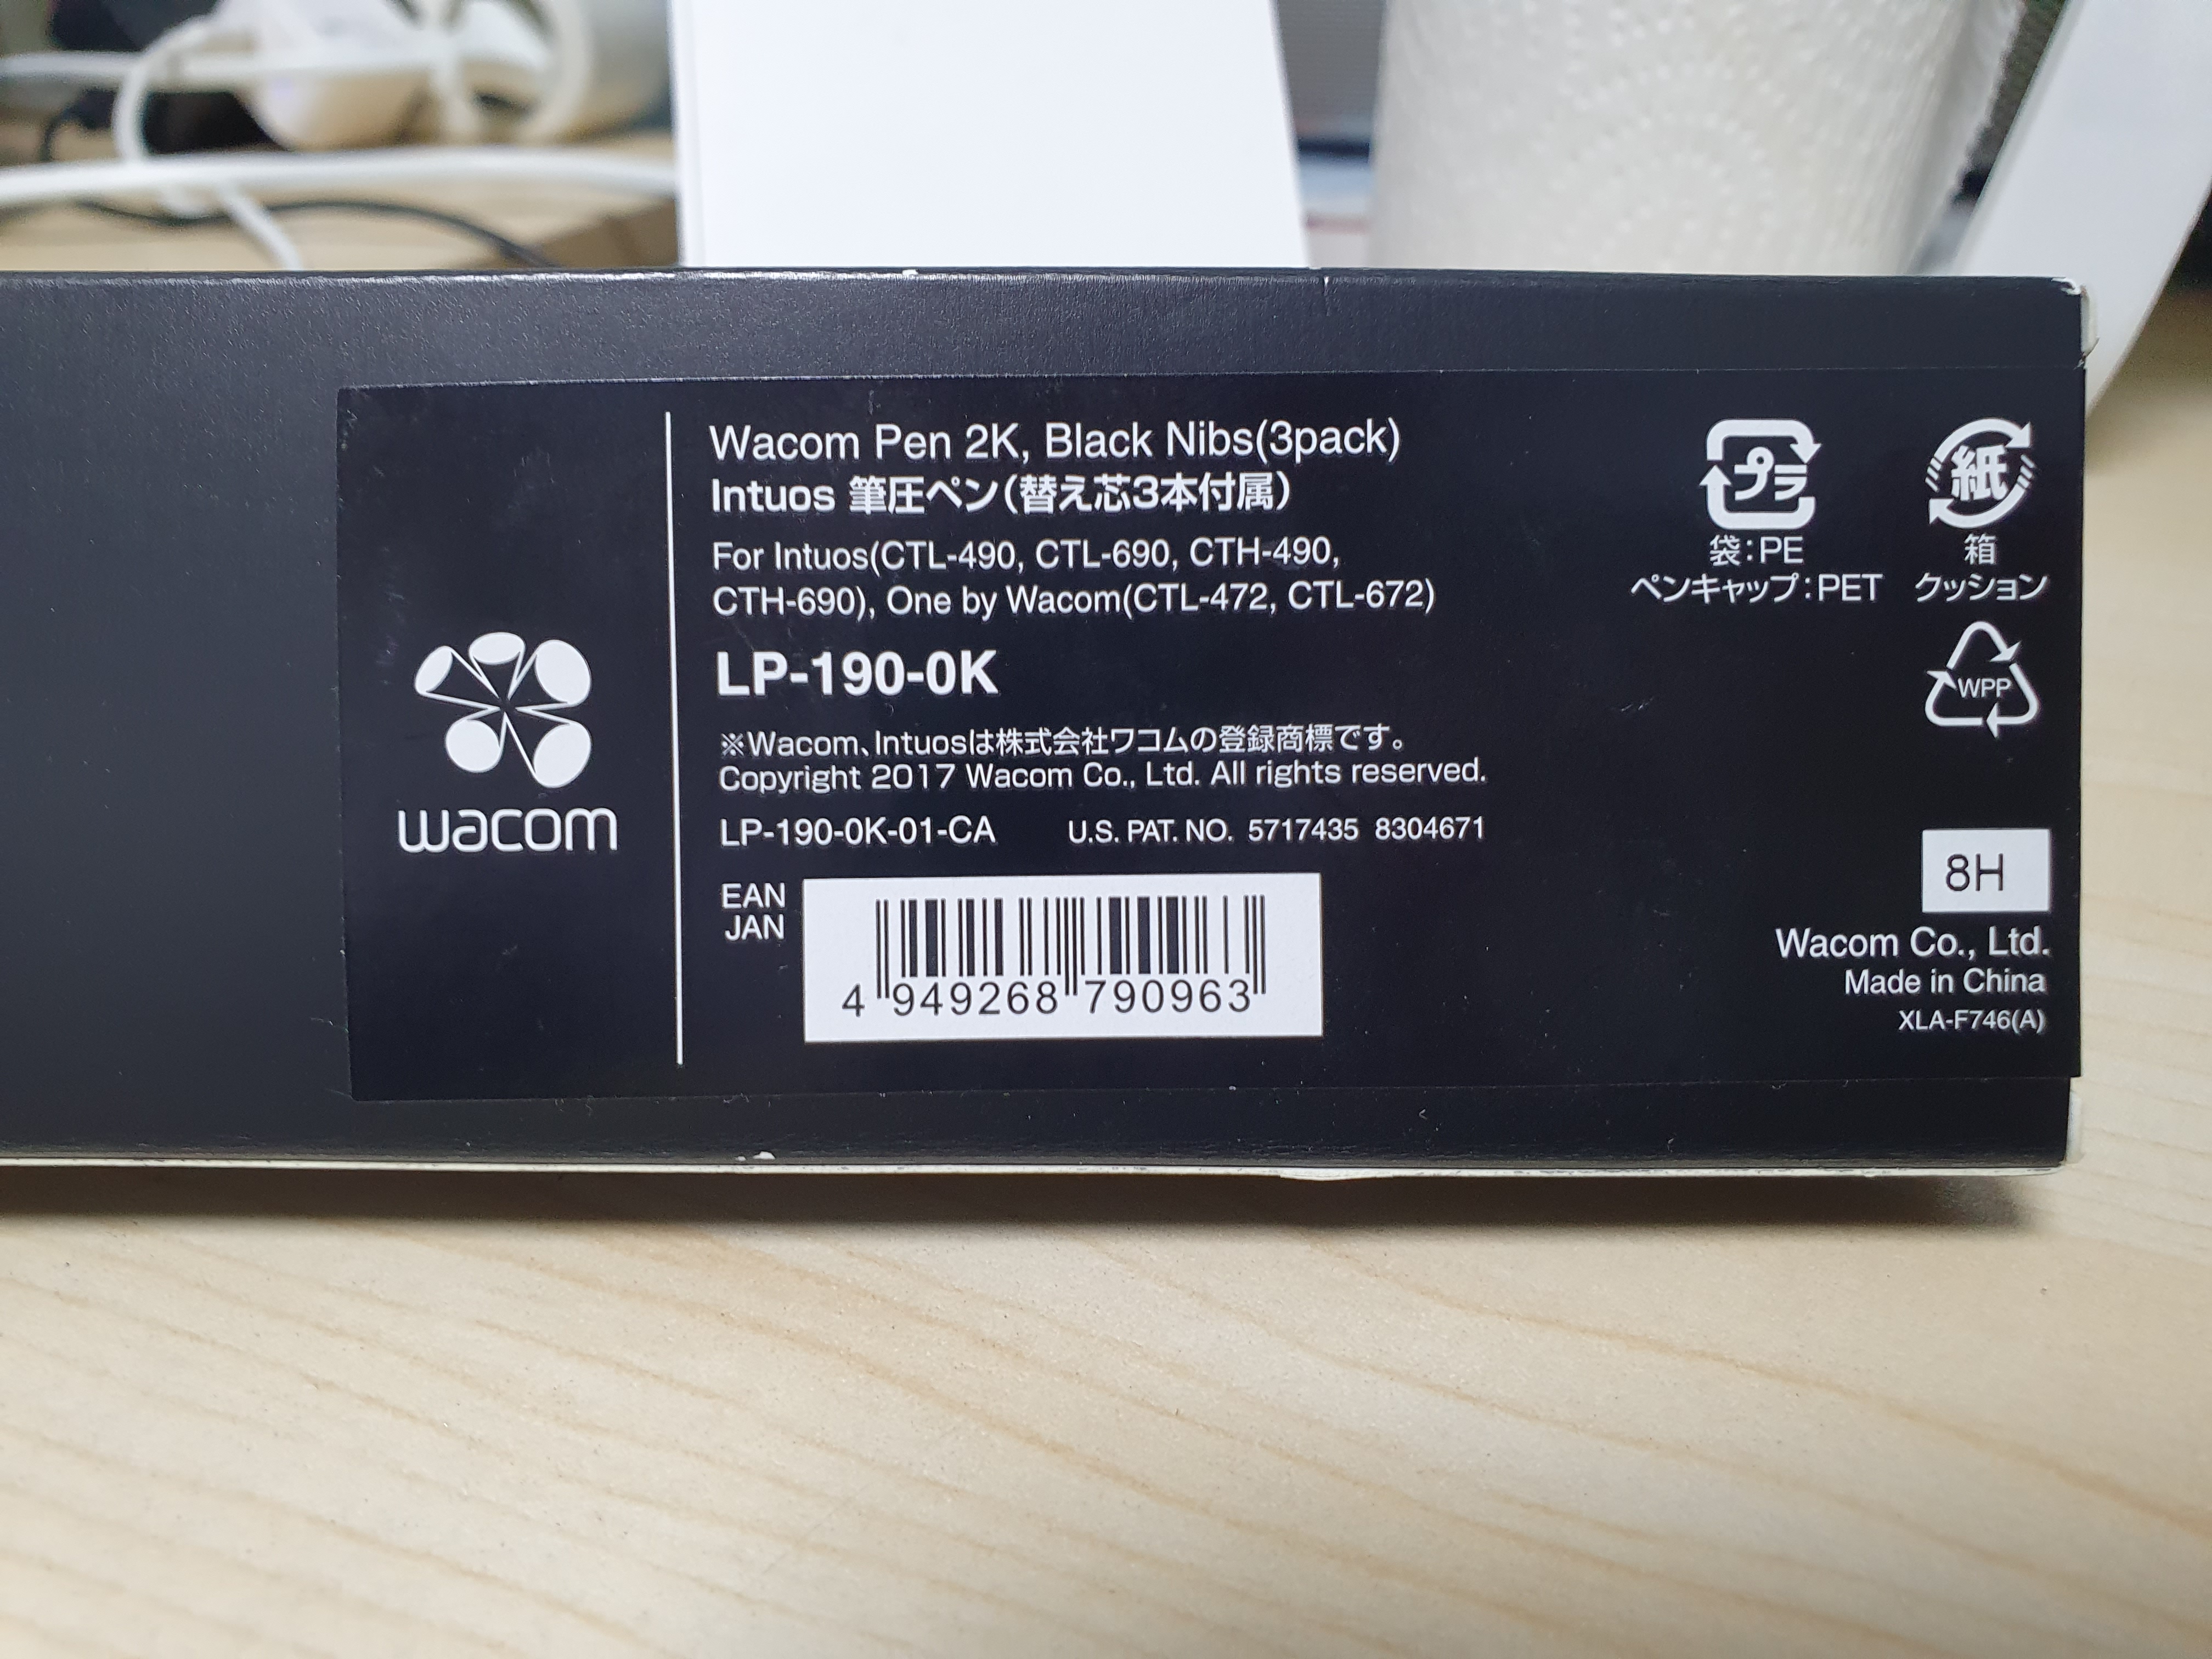 Wacom Pen 2K, Black Nibs(3pack)
Intuos 筆圧ペン(替え芯3本付属)
For Intuos(CTL-490, CTL-690, CTH-490,
CTH-690), One by Wacom(CTL-472, CTL-672)
LP-190-0K
※Wacom、Intuosは株式会社ワコムの登録商標です。
Copyright 2017 Wacom Co., Ltd. All rights reserved.
LP-190-0K-01-CA U.S. PAT. NO. 5717435 8304671
EAN
JAN
4 949268 790963
wacom
プラ
袋:PE
ペンキャップ:PET
紙
箱
クッション
WPP
8H
Wacom Co., Ltd.
Made in China
XLA-F746(A)